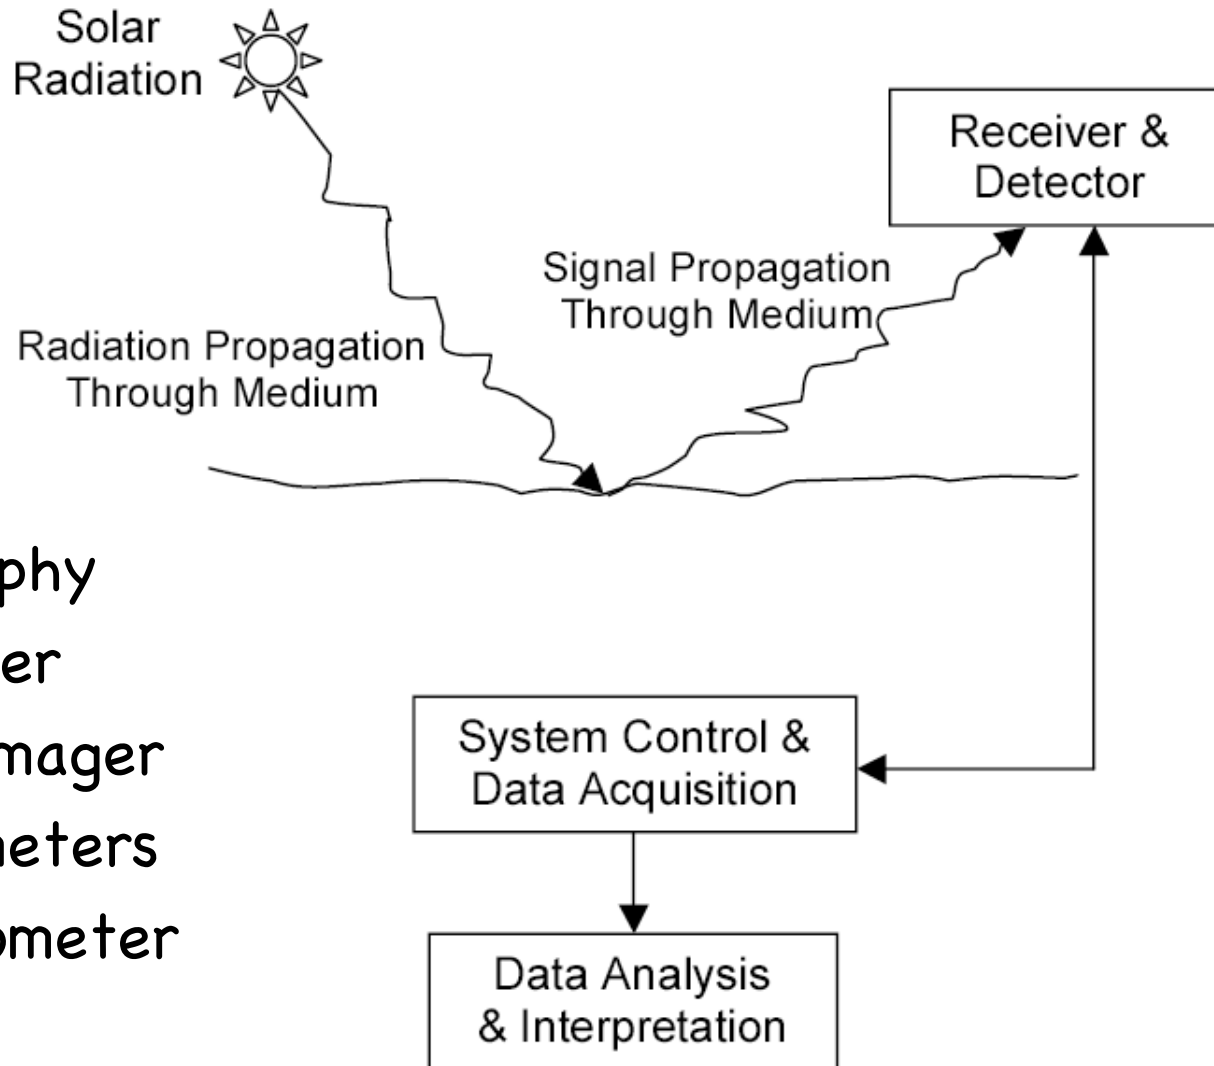 Solar
Radiation
Receiver &
Detector
Signal Propagation
Through Medium
Radiation Propagation
Through Medium
phy
er
mager
neters
ometer
System Control &
Data Acquisition
Data Analysis
& Interpretation